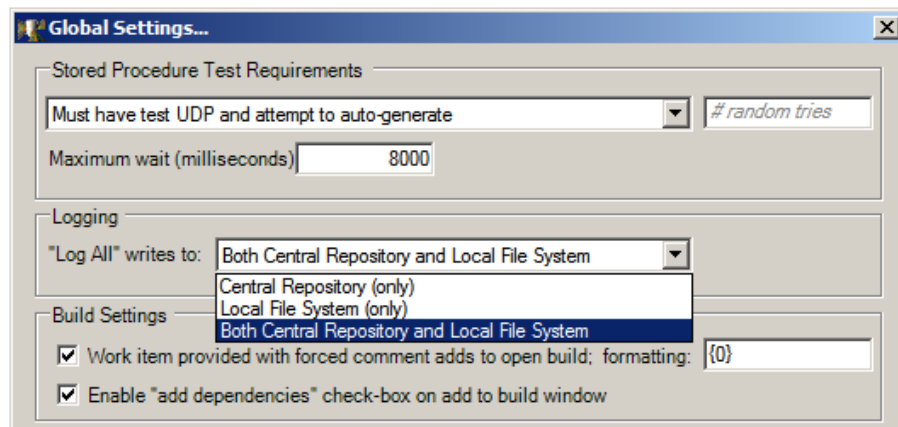 Global Settings...
Stored Procedure Test Requirements
Must have test UDP and attempt to auto-generate
# random tries
Maximum wait (milliseconds) 8000
Logging
"Log All" writes to: Both Central Repository and Local File System
Central Repository (only)
Local File System (only)
Both Central Repository and Local File System
Build Settings
Work item provided with forced comment adds to open build; formatting: {0}
Enable "add dependencies" check-box on add to build window